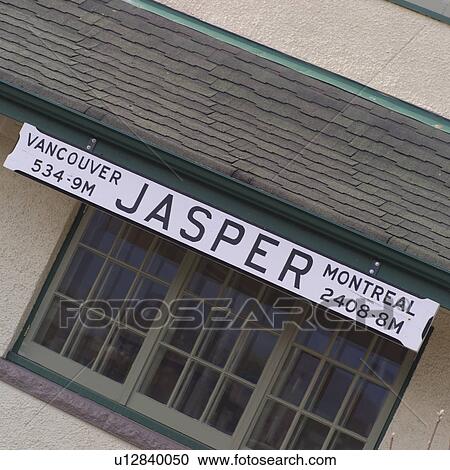 VANCOUVER
534-9M
JASPER
MONTREAL
2408-8M
FOTOSEARCH
u12840050 www.fotosearch.com